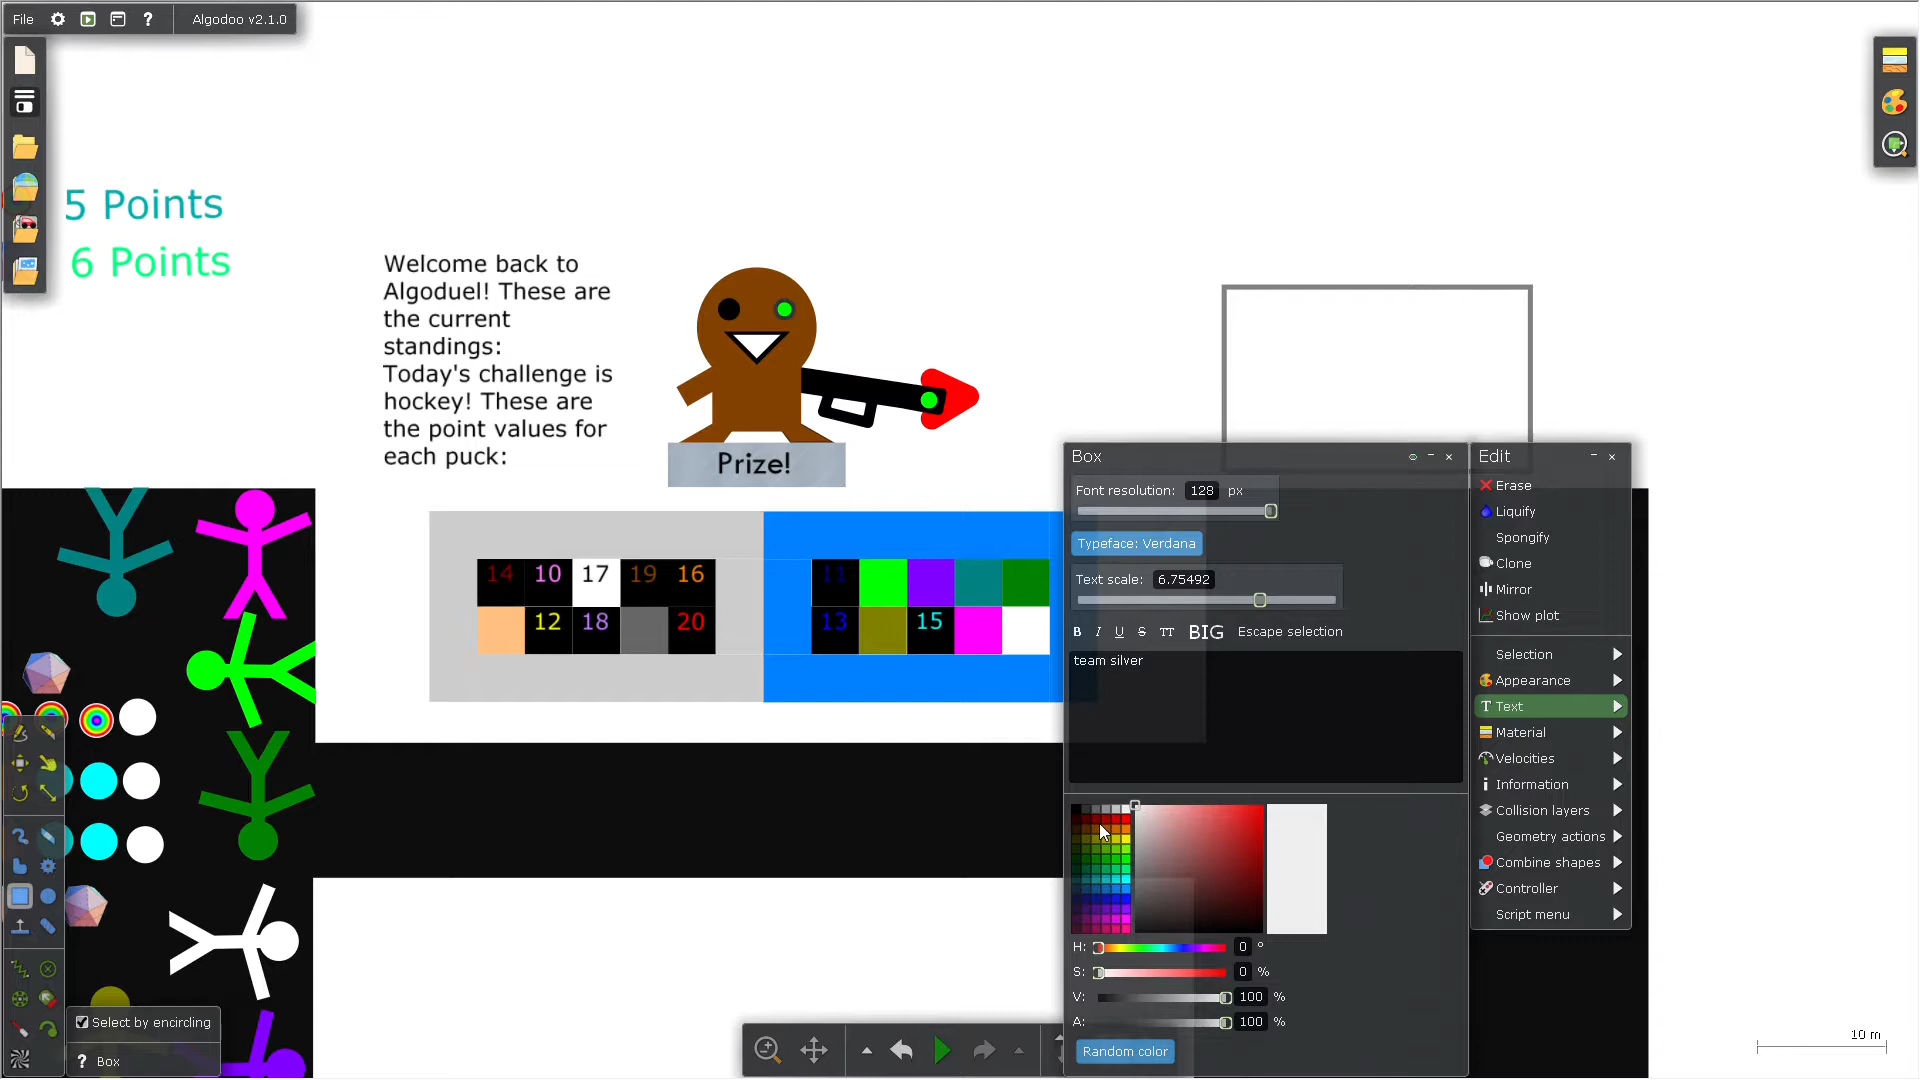 File
Algodoo v2.1.0
5 Points
6 Points
Welcome back to
Algoduel! These are
the current
standings:
Today's challenge is
hockey! These are
the point values for
each puck:
Prize!
14 10 17 19 16
12 18 20
11
13 15
Box
Font resolution: 128 px
Typeface: Verdana
Text scale: 6.75492
B I U S TT BIG Escape selection
team silver
H: 0 °
S: 0 %
V: 100 %
A: 100 %
Random color
Edit
Erase
Liquify
Spongify
Clone
Mirror
Show plot
Selection
Appearance
T Text
Material
Velocities
Information
Collision layers
Geometry actions
Combine shapes
Controller
Script menu
Select by encircling
? Box
10 m